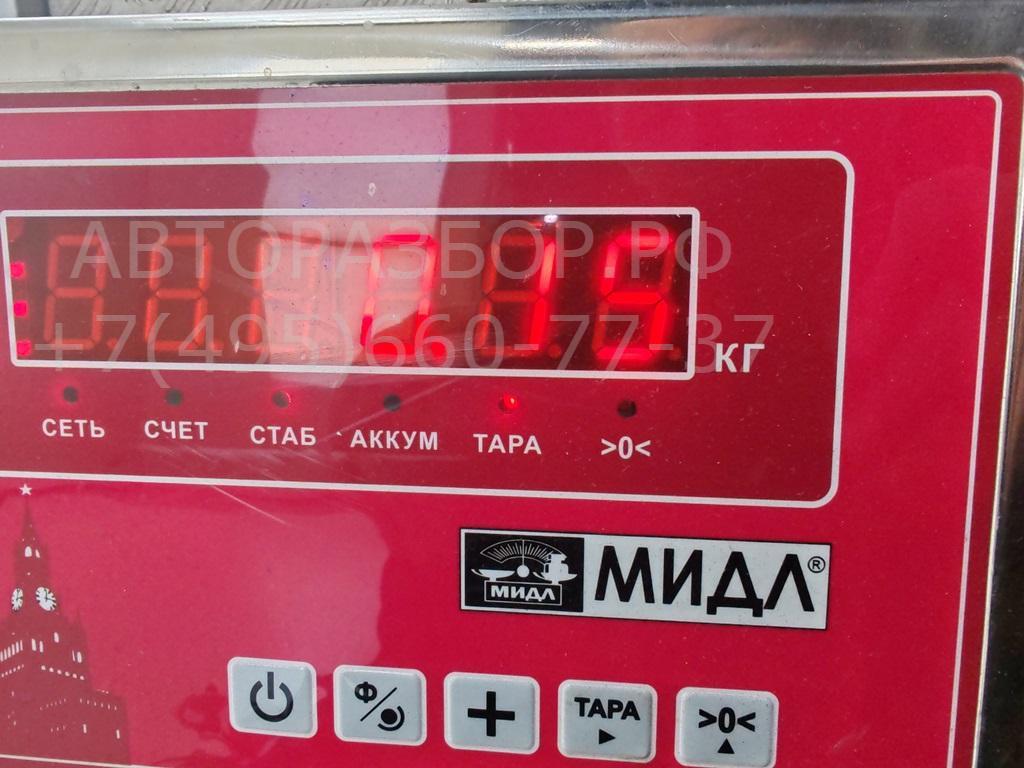 АВТОРАЗБОР.РФ
+7(495)660-77-37
КГ
СЕТЬ СЧЕТ СТАБ АККУМ ТАРА >0<
МИДЛ МИДЛ®
Ф ТАРА >0<